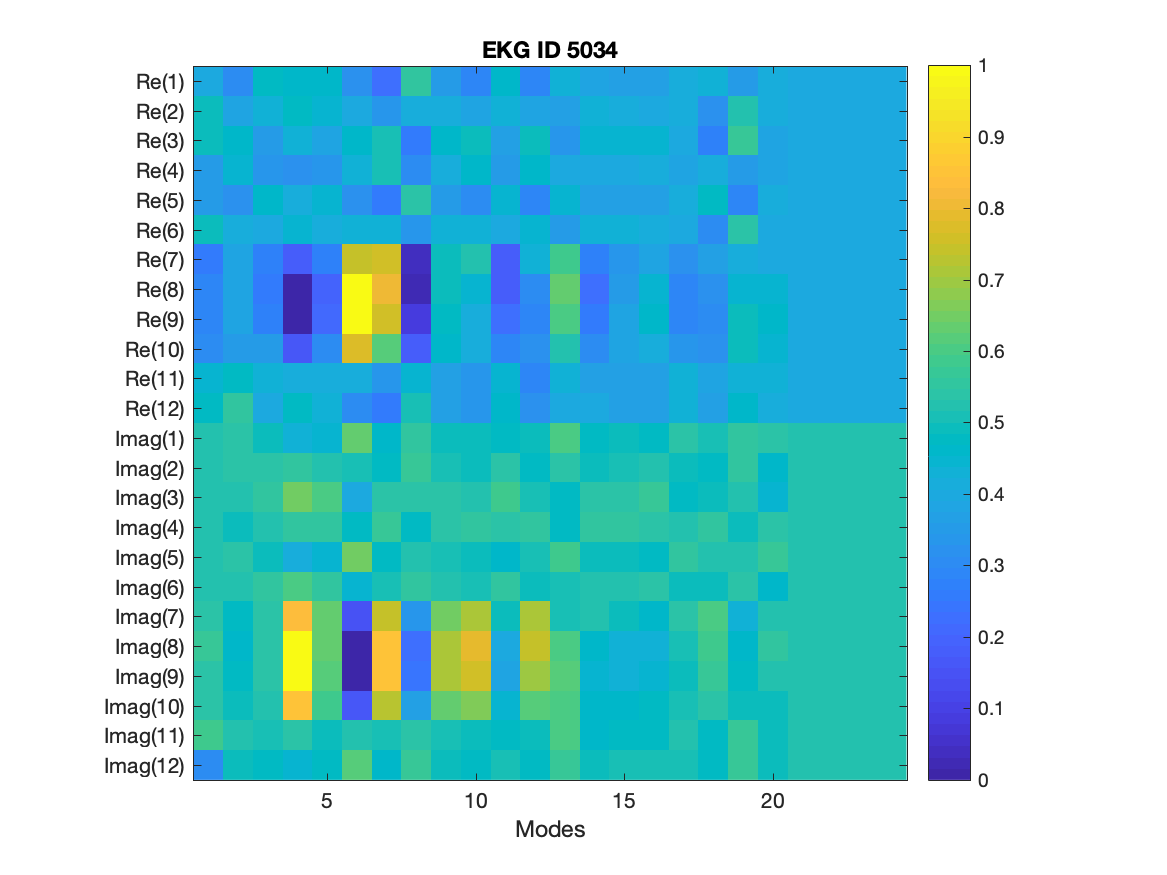 EKG ID 5034
Re(1)
Re(2)
Re(3)
Re(4)
Re(5)
Re(6)
Re(7)
Re(8)
Re(9)
Re(10)
Re(11)
Re(12)
Imag(1)
Imag(2)
Imag(3)
Imag(4)
Imag(5)
Imag(6)
Imag(7)
Imag(8)
Imag(9)
Imag(10)
Imag(11)
Imag(12)
5 10 15 20
Modes
1
0.9
0.8
0.7
0.6
0.5
0.4
0.3
0.2
0.1
0